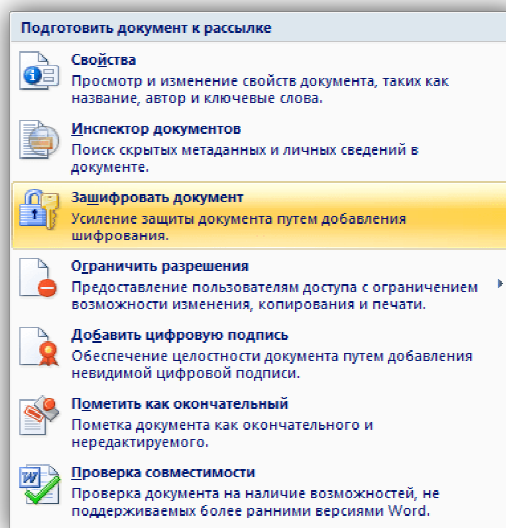 Подготовить документ к рассылке
Свойства
Просмотр и изменение свойств документа, таких как
название, автор и ключевые слова.
Инспектор документов
Поиск скрытых метаданных и личных сведений в
документе.
Зашифровать документ
Усиление защиты документа путем добавления
шифрования.
Ограничить разрешения
Предоставление пользователям доступа с ограничением
возможности изменения, копирования и печати.
Добавить цифровую подпись
Обеспечение целостности документа путем добавления
невидимой цифровой подписи.
Пометить как окончательный
Пометка документа как окончательного и
нередактируемого.
Проверка совместимости
Проверка документа на наличие возможностей, не
поддерживаемых более ранними версиями Word.